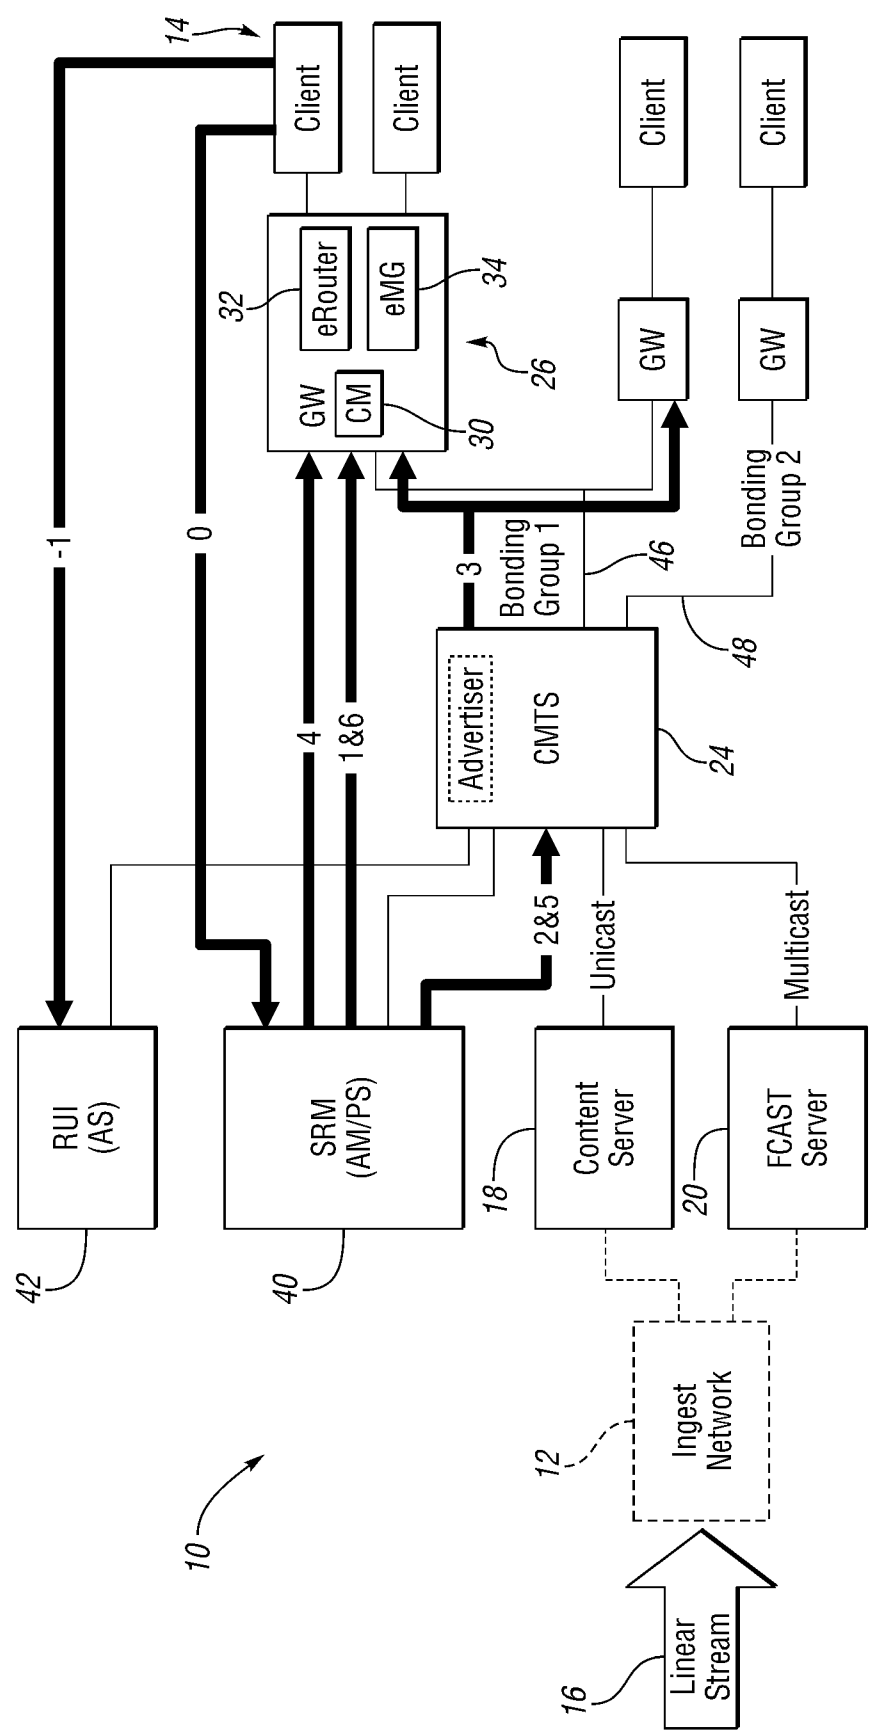 10
16
Linear
Stream
12
Ingest
Network
42
RUI
(AS)
40
SRM
(AM/PS)
18
Content
Server
20
FCAST
Server
-1
0
4
1&6
2&5
Unicast
Multicast
Advertiser
CMTS
24
3
Bonding
Group 1
46
48
Bonding
Group 2
GW
CM
30
32
eRouter
eMG
34
26
GW
GW
14
Client
Client
Client
Client